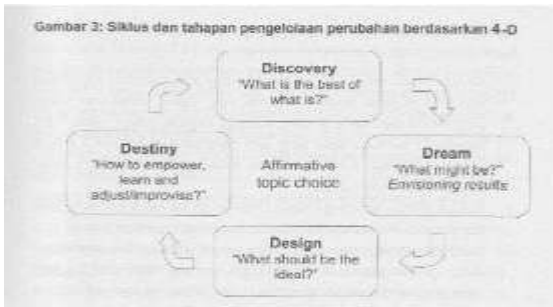 Gambar 3: Siklus dan tahapan pengelolaan perubahan berdasarkan 4-D
Discovery
"What is the best of
what is?"
Destiny
"How to empower,
learn and
adjust/improvise?"
Affirmative
topic choice
Dream
"What might be?"
Envisioning results
Design
"What should be the
ideal?"